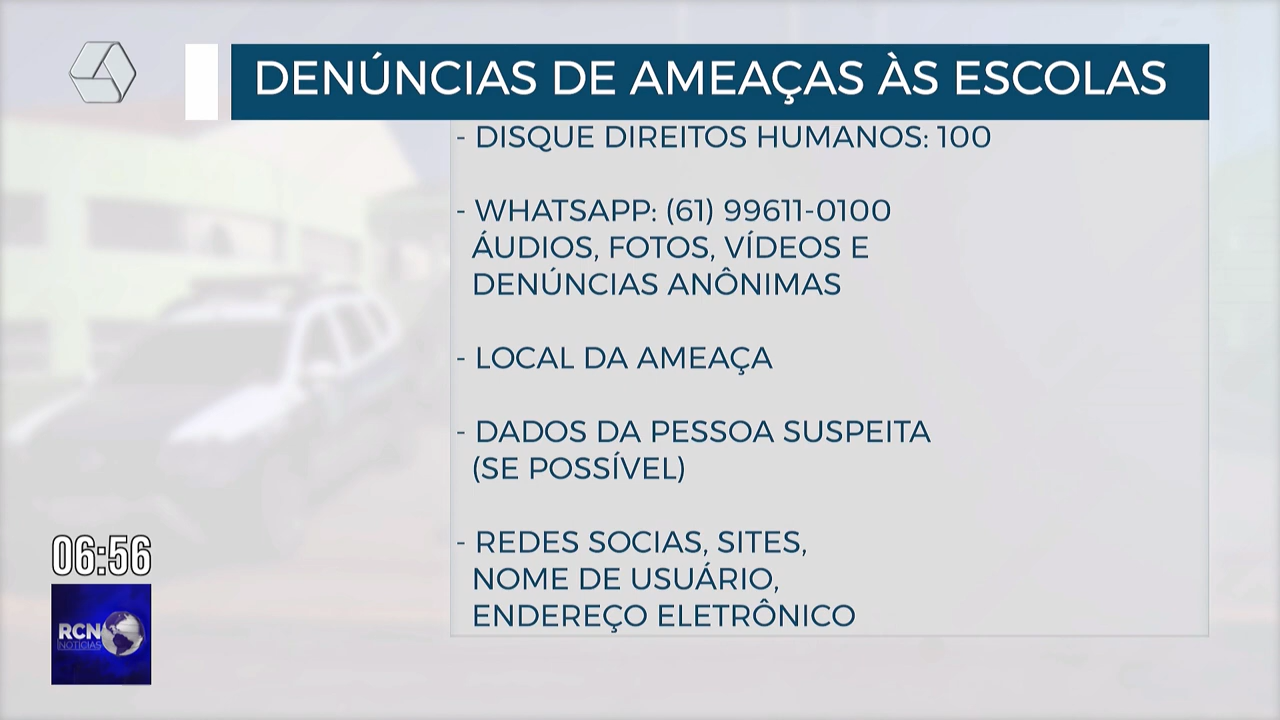 DENÚNCIAS DE AMEAÇAS ÀS ESCOLAS
- DISQUE DIREITOS HUMANOS: 100
- WHATSAPP: (61) 99611-0100
ÁUDIOS, FOTOS, VÍDEOS E
DENÚNCIAS ANÔNIMAS
- LOCAL DA AMEAÇA
- DADOS DA PESSOA SUSPEITA
(SE POSSÍVEL)
- REDES SOCIAS, SITES,
NOME DE USUÁRIO,
ENDEREÇO ELETRÔNICO
06:56
RCN
NOTÍCIAS